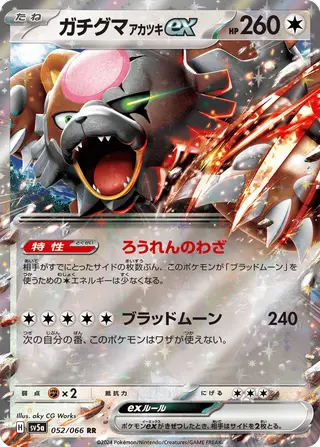 たね
ガチグマ アカツキ ex HP 260
特性 とくせい ろうれんのわざ
相手がすでにとったサイドの枚数ぶん、このポケモンが「ブラッドムーン」を
使うための エネルギーは少なくなる。
ブラッドムーン 240
次の自分の番、このポケモンはワザが使えない。
弱点 ×2 抵抗力 にげる
exルール
ポケモンexがきぜつしたとき、相手はサイドを2枚とる。
Illus. aky CG Works
H sv5a 052/066 RR
©2024 Pokémon/Nintendo/Creatures/GAME FREAK.